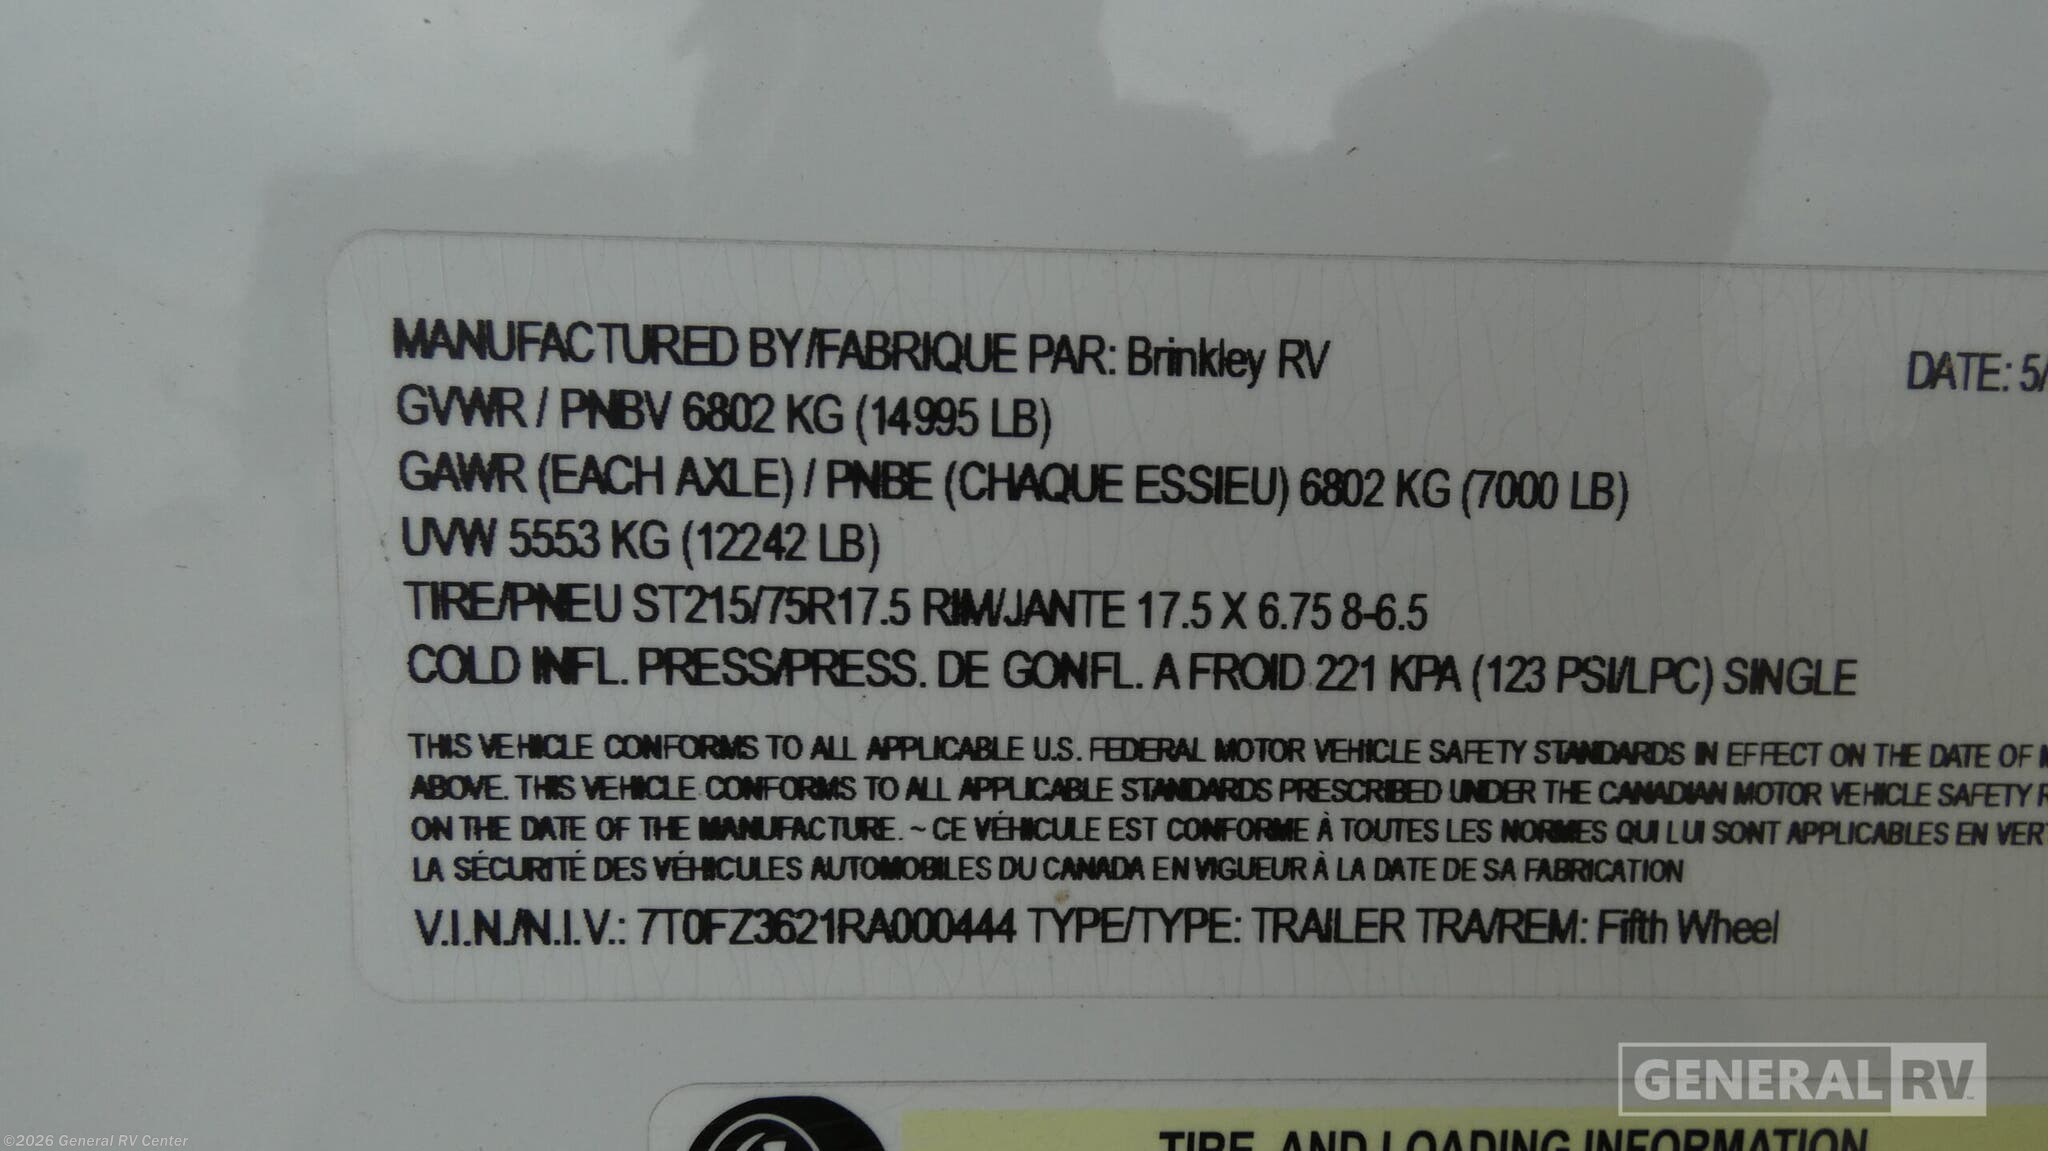 MANUFACTURED BY/FABRIQUE PAR: Brinkley RV DATE: 5/
GVWR / PNBV 6802 KG (14995 LB)
GAWR (EACH AXLE) / PNBE (CHAQUE ESSIEU) 6802 KG (7000 LB)
UVW 5553 KG (12242 LB)
TIRE/PNEU ST215/75R17.5 RIM/JANTE 17.5 X 6.75 8-6.5
COLD INFL. PRESS/PRESS. DE GONFL. A FROID 221 KPA (123 PSI/LPC) SINGLE
THIS VEHICLE CONFORMS TO ALL APPLICABLE U.S. FEDERAL MOTOR VEHICLE SAFETY STANDARDS IN EFFECT ON THE DATE OF
ABOVE. THIS VEHICLE CONFORMS TO ALL APPLICABLE STANDARDS PRESCRIBED UNDER THE CANADIAN MOTOR VEHICLE SAFETY
ON THE DATE OF THE MANUFACTURE. ~ CE VÉHICULE EST CONFORME À TOUTES LES NORMES QUI LUI SONT APPLICABLES EN
LA SÉCURITÉ DES VÉHICULES AUTOMOBILES DU CANADA EN VIGUEUR À LA DATE DE SA FABRICATION
V.I.N./N.I.V.: 7T0FZ3621RA000444 TYPE/TYPE: TRAILER TRA/REM: Fifth Wheel
GENERAL RV
©2026 General RV Center
TIRE AND LOADING INFORMATION